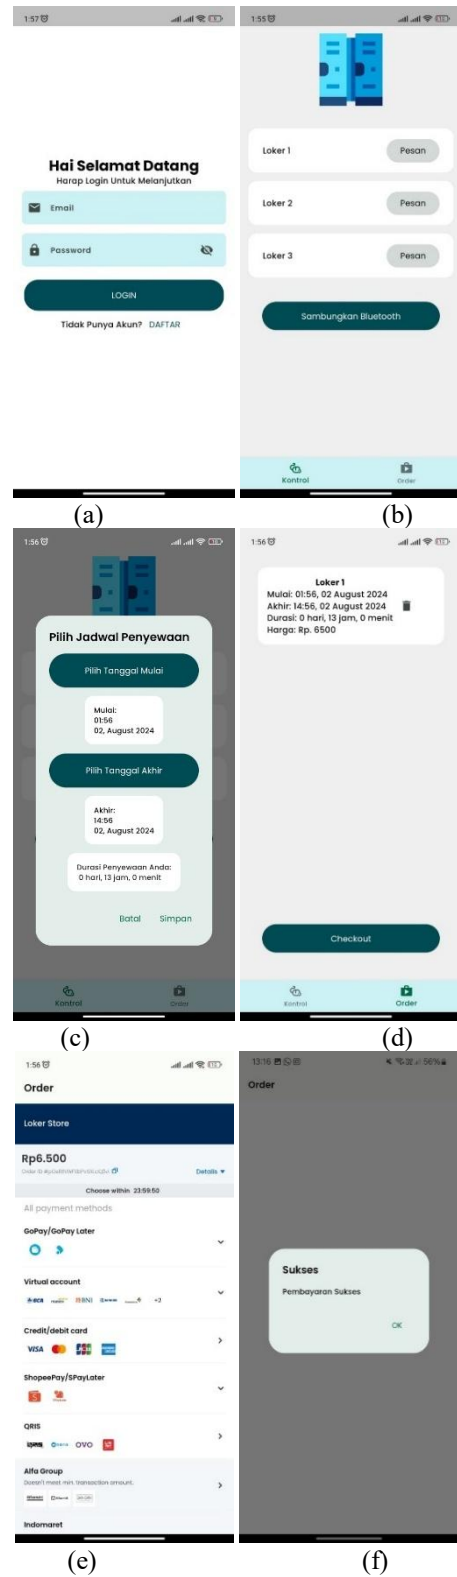 1:57
Hai Selamat Datang
Harap Login Untuk Melanjutkan
Email
Password
LOGIN
Tidak Punya Akun? DAFTAR
(a)
1:55
Loker 1 Pesan
Loker 2 Pesan
Loker 3 Pesan
Sambungkan Bluetooth
Kontrol Order
(b)
1:56
Pilih Jadwal Penyewaan
Pilih Tanggal Mulai
Mulai:
01:56
02, August 2024
Pilih Tanggal Akhir
Akhir:
14:56
02, August 2024
Durasi Penyewaan Anda:
0 hari, 13 jam, 0 menit
Batal Simpan
Kontrol Order
(c)
1:56
Loker 1
Mulai: 01:56, 02 August 2024
Akhir: 14:56, 02 August 2024
Durasi: 0 hari, 13 jam, 0 menit
Harga: Rp. 6500
Checkout
Kontrol Order
(d)
1:56
Order
Loker Store
Rp6.500
Order ID
Details
Choose within 23:59:50
All payment methods
GoPay/GoPay Later
Virtual account
BCA BNI +2
Credit/debit card
VISA
ShopeePay/SPayLater
QRIS
OVO
Alfa Group
Doesn't meet min. transaction amount.
Indomaret
(e)
13:16 56%
Order
Sukses
Pembayaran Sukses
OK
(f)